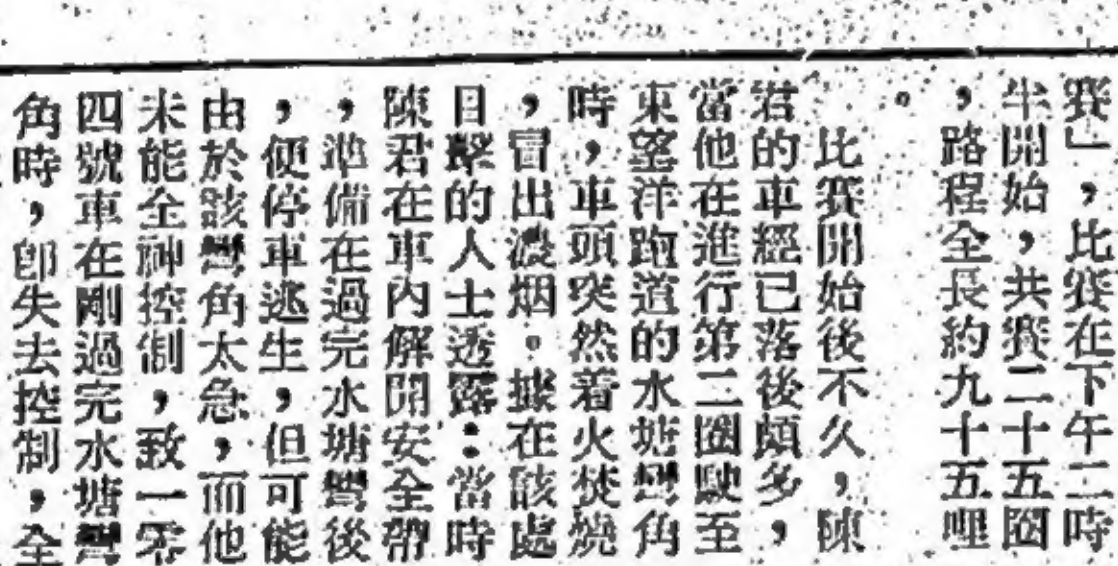 賽」，比賽在下午二時
半開始，共賽二十五圈
，路程全長約九十五哩
。
比賽開始後不久，陳
君的車經已落後頗多，
當他在進行第二圈駛至
東望洋跑道的水塘彎角
時，車頭突然着火焚燒
，冒出濃烟。據在該處
目擊的人士透露：當時
陳君在車內解開安全帶
，準備在過完水塘彎後
，便停車逃生，但可能
由於該彎角太急，而他
未能全神控制，致一零
四號車在剛過完水塘彎
角時，卽失去控制，全